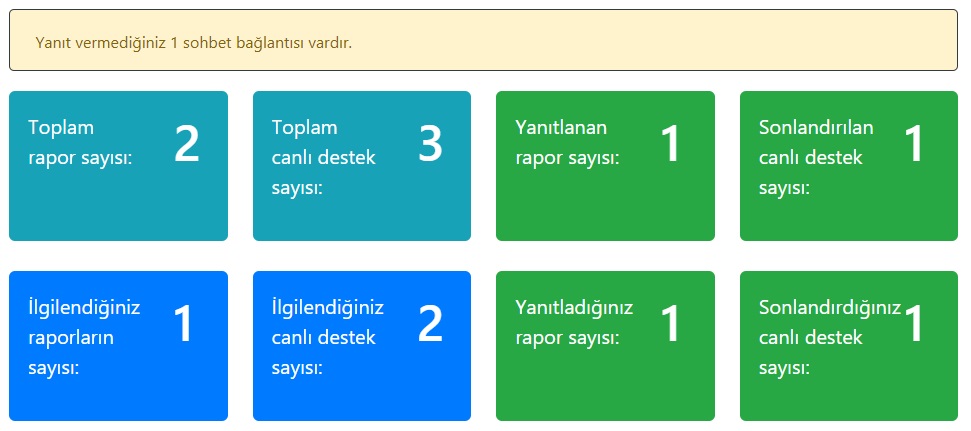 Yanıt vermediğiniz 1 sohbet bağlantısı vardır.
Toplam
rapor sayısı:
2
Toplam
canlı destek
sayısı:
3
Yanıtlanan
rapor sayısı:
1
Sonlandırılan
canlı destek
sayısı:
1
İlgilendiğiniz
raporların
sayısı:
1
İlgilendiğiniz
canlı destek
sayısı:
2
Yanıtladığınız
rapor sayısı:
1
Sonlandırdığınız
canlı destek
sayısı:
1